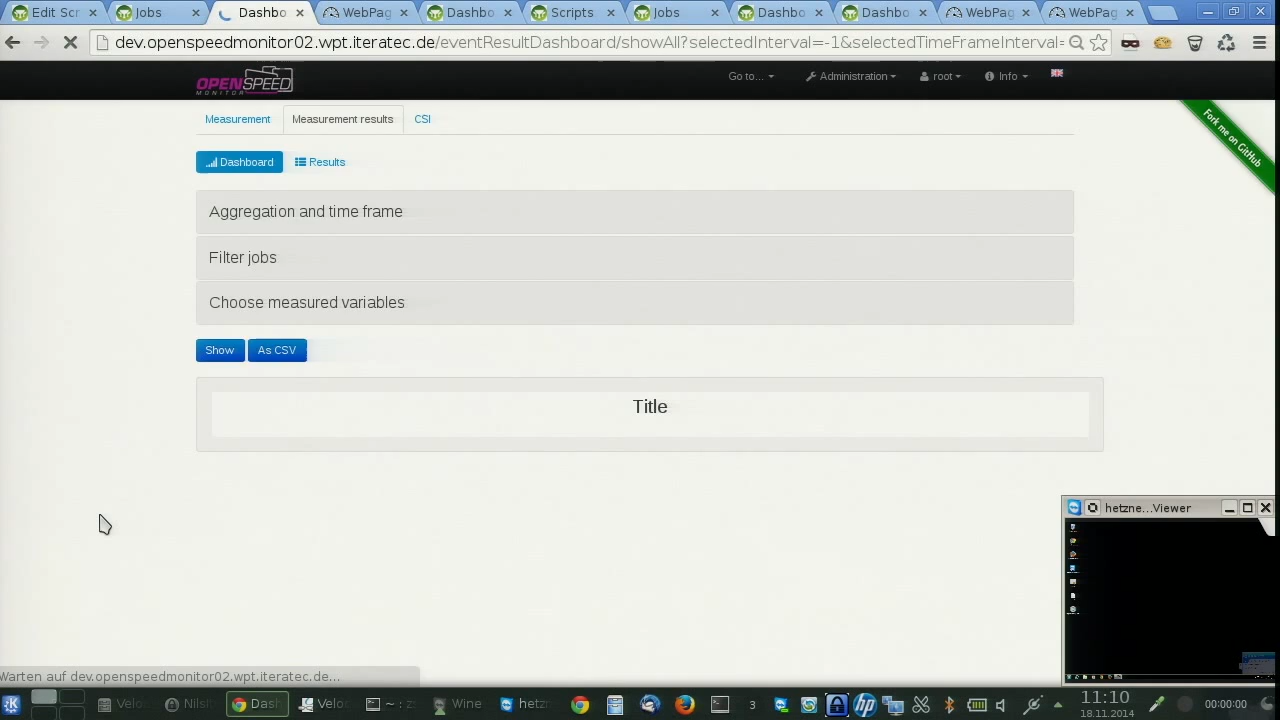 Edit Scr
Jobs
Dashbo
WebPag
Dashbo
Scripts
Jobs
Dashbo
Dashbo
WebPag
WebPag
dev.openspeedmonitor02.wpt.iteratec.de/eventResultDashboard/showAll?selectedInterval=-1&selectedTimeFrameInterval=
OPENSPEED
MONITOR
Go to...
Administration
root
Info
Measurement
Measurement results
CSI
Fork me on GitHub
Dashboard
Results
Aggregation and time frame
Filter jobs
Choose measured variables
Show
As CSV
Title
hetzne...Viewer
Warten auf dev.openspeedmonitor02.wpt.iteratec.de...
Velo
Dash
Velo
~ : z
Wine
hetz
3
11:10
18.11.2014
00:00:00